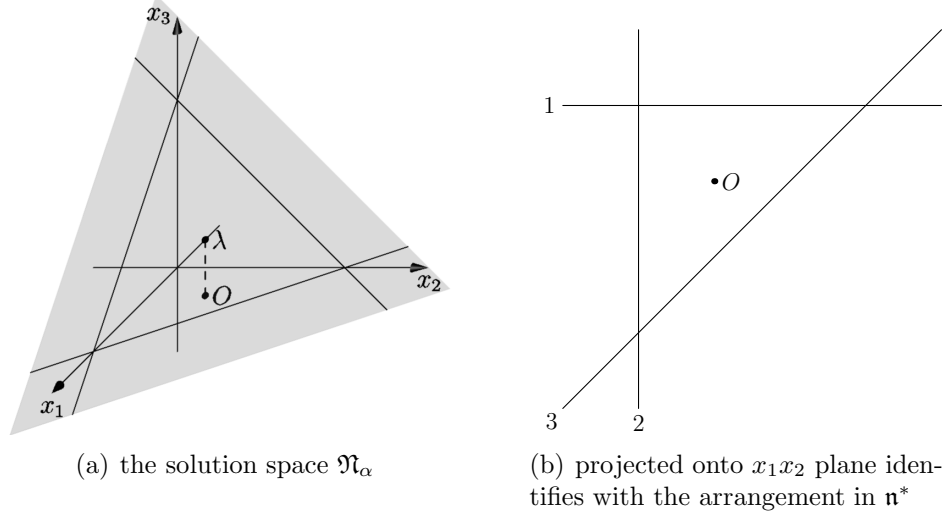 x₃
λ
x₂
O
x₁
(a) the solution space 𝔑_α
1
O
3
2
(b) projected onto x₁x₂ plane iden-
tifies with the arrangement in 𝔫*